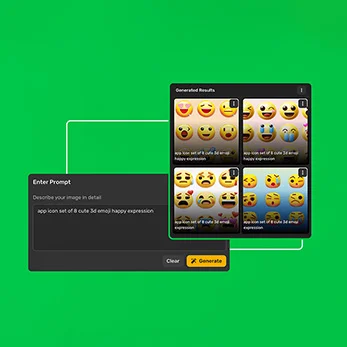 Generated Results
app icon set of 8 cute 3d emoji
happy expression
app icon set of 8 cute 3d emoji
happy expression
app icon set of 8 cute 3d emoji
happy expression
app icon set of 8 cute 3d emoji
happy expression
Enter Prompt
Describe your image in detail
app icon set of 8 cute 3d emoji happy expression
Clear
Generate